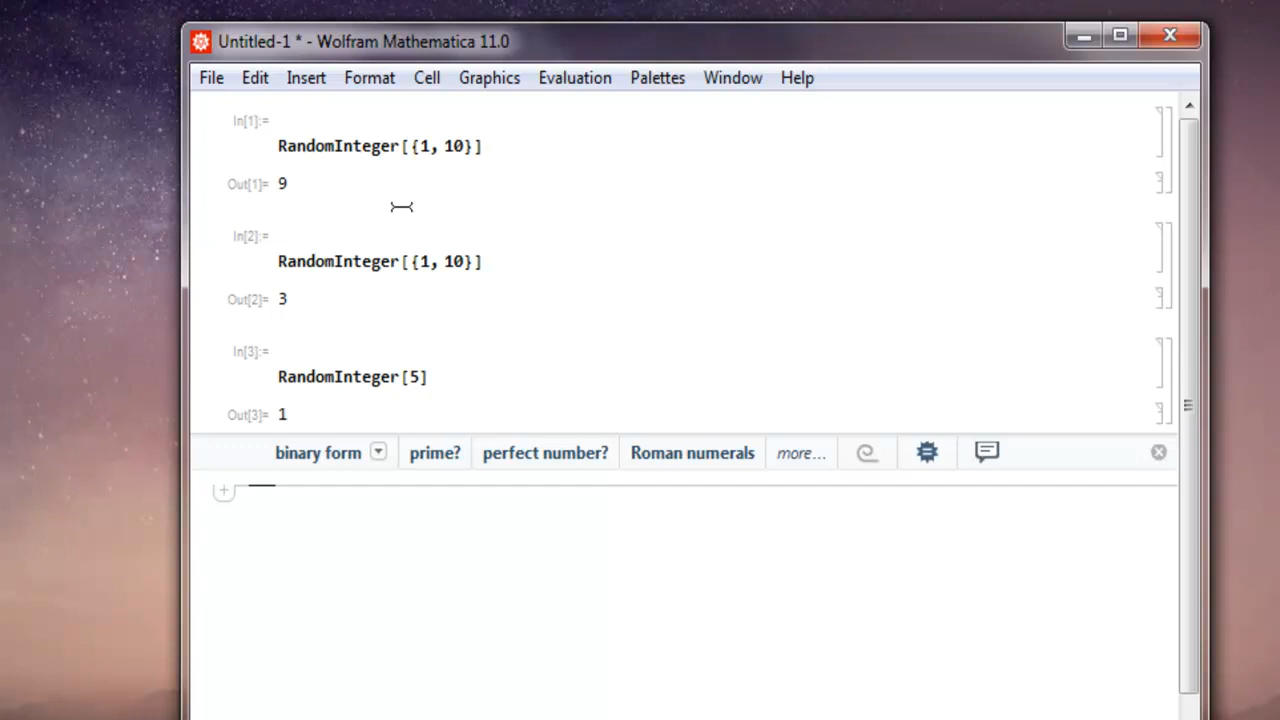 Untitled-1 * - Wolfram Mathematica 11.0
File Edit Insert Format Cell Graphics Evaluation Palettes Window Help
In[1]:=
RandomInteger[{1, 10}]
Out[1]= 9
In[2]:=
RandomInteger[{1, 10}]
Out[2]= 3
In[3]:=
RandomInteger[5]
Out[3]= 1
binary form prime? perfect number? Roman numerals more...